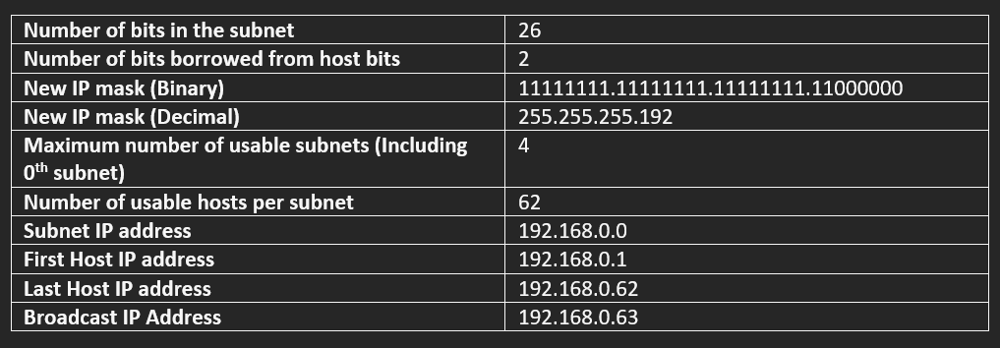 Number of bits in the subnet 26
Number of bits borrowed from host bits 2
New IP mask (Binary) 11111111.11111111.11111111.11000000
New IP mask (Decimal) 255.255.255.192
Maximum number of usable subnets (Including 4
0th subnet)
Number of usable hosts per subnet 62
Subnet IP address 192.168.0.0
First Host IP address 192.168.0.1
Last Host IP address 192.168.0.62
Broadcast IP Address 192.168.0.63